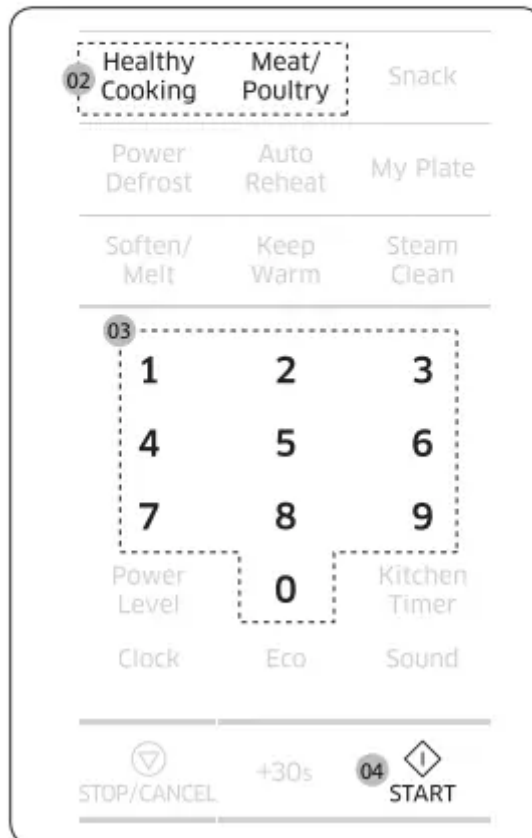 Healthy Meat/ Snack
02 Cooking Poultry
Power Auto My Plate
Defrost Reheat
Soften/ Keep Steam
Melt Warm Clean
03
1 2 3
4 5 6
7 8 9
Power 0 Kitchen
Level Timer
Clock Eco Sound
+30s 04
STOP/CANCEL START